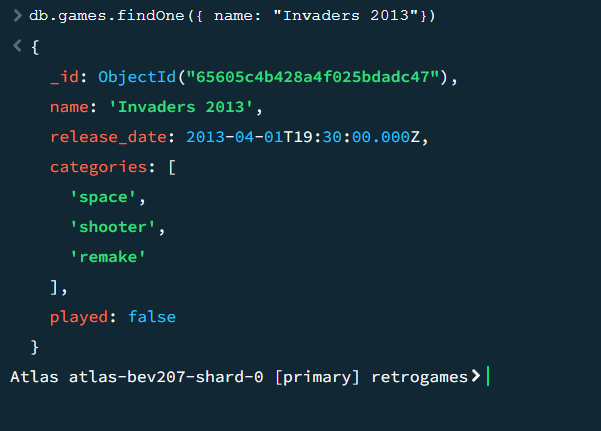 > db.games.findOne({ name: "Invaders 2013"})
< {
_id: ObjectId("65605c4b428a4f025bdadc47"),
name: 'Invaders 2013',
release_date: 2013-04-01T19:30:00.000Z,
categories: [
'space',
'shooter',
'remake'
],
played: false
}
Atlas atlas-bev207-shard-0 [primary] retrogames>